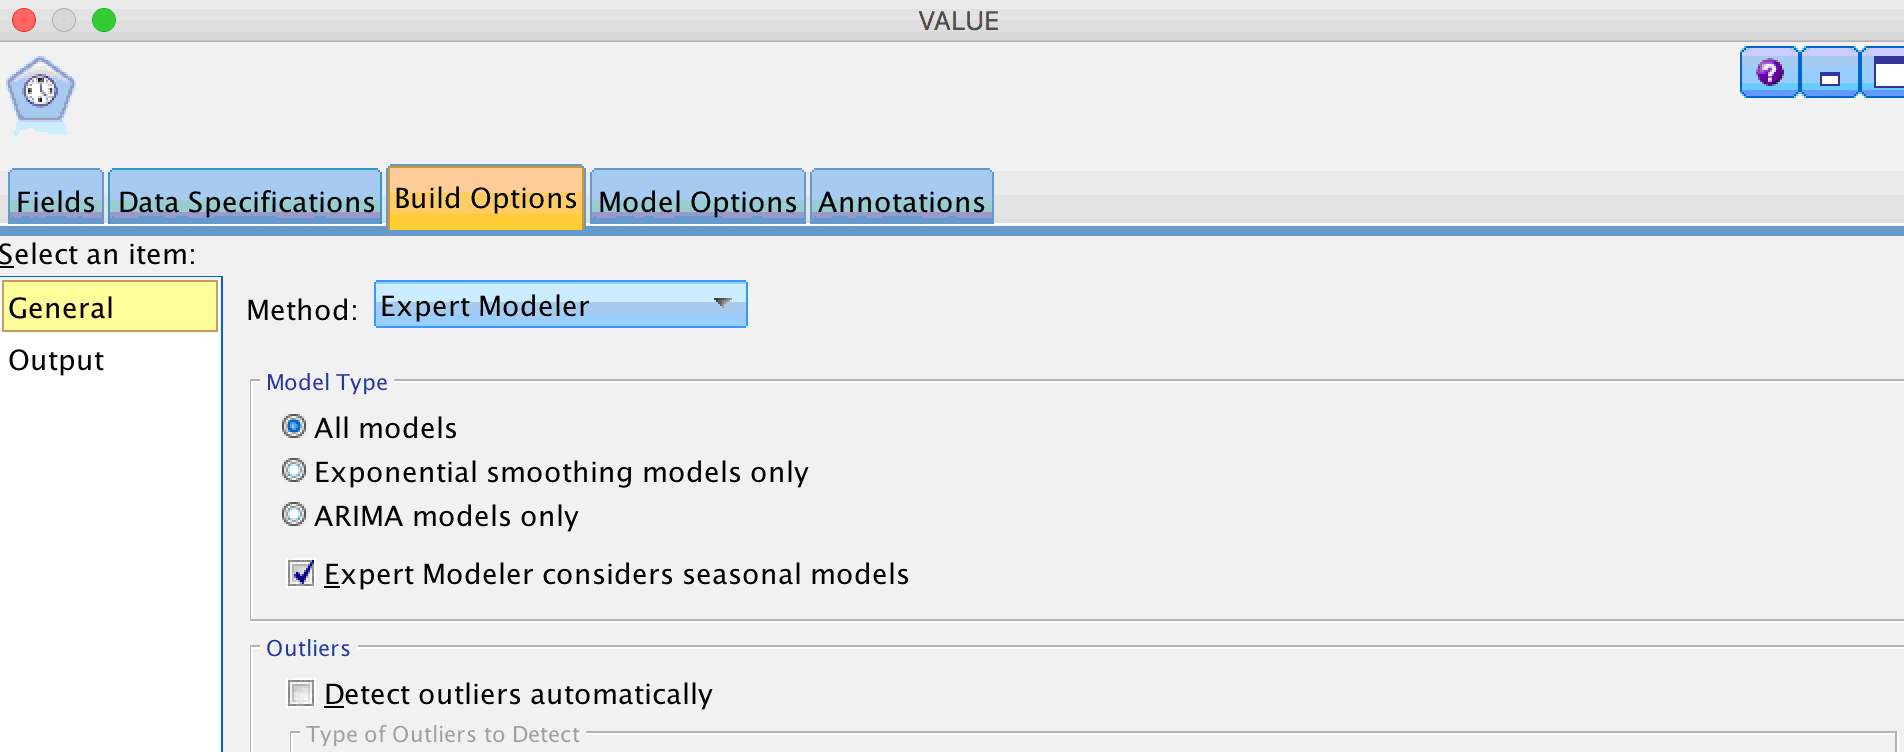 VALUE
?
Fields Data Specifications Build Options Model Options Annotations
Select an item:
General
Output
Method: Expert Modeler
Model Type
All models
Exponential smoothing models only
ARIMA models only
Expert Modeler considers seasonal models
Outliers
Detect outliers automatically
Type of Outliers to Detect